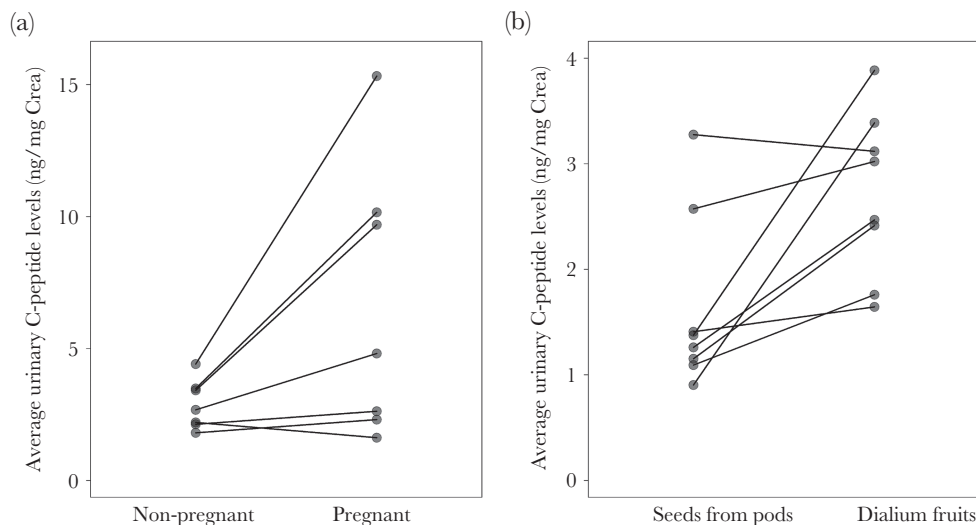 (a)
Average urinary C-peptide levels (ng/mg Crea)
15
10
5
0
Non-pregnant Pregnant
(b)
Average urinary C-peptide levels (ng/mg Crea)
4
3
2
1
0
Seeds from pods Dialium fruits